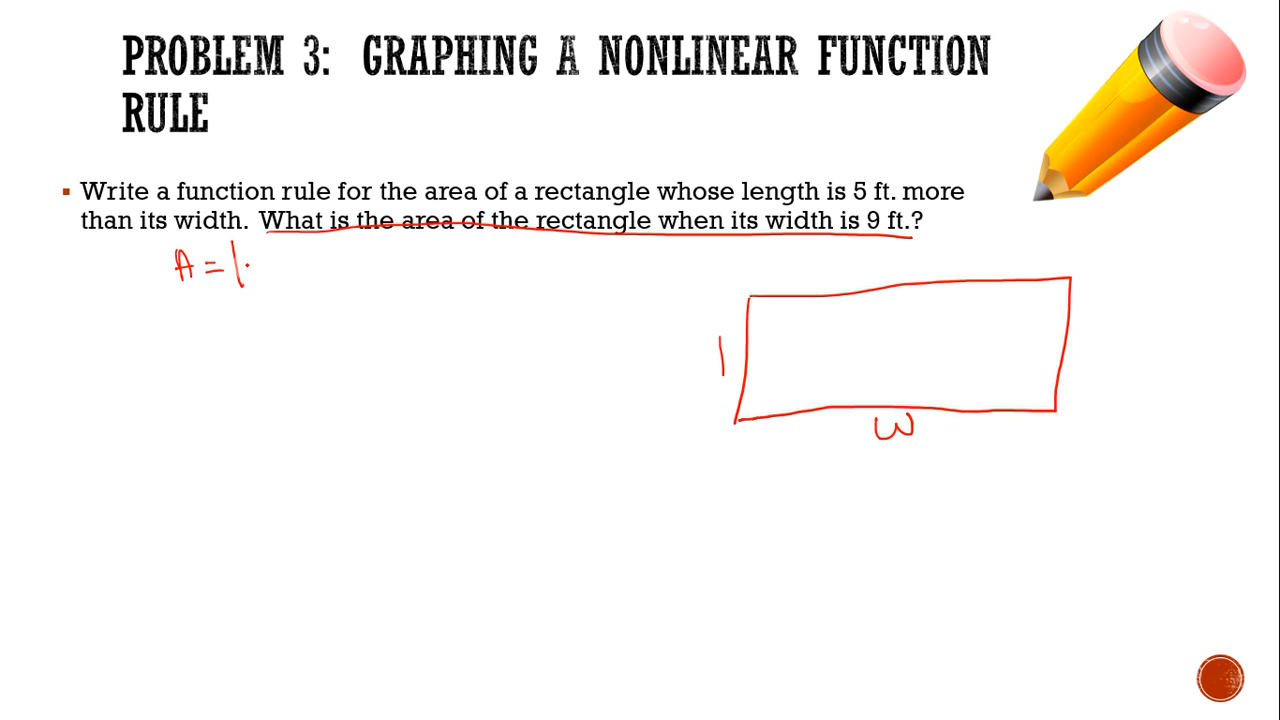 PROBLEM 3: GRAPHING A NONLINEAR FUNCTION
RULE
Write a function rule for the area of a rectangle whose length is 5 ft. more
than its width. What is the area of the rectangle when its width is 9 ft.?
A = l·
l
w